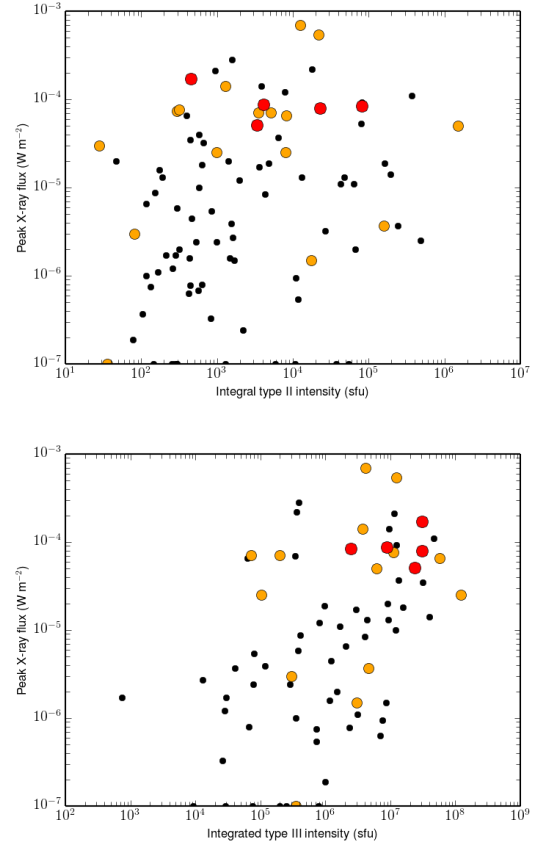 10⁻³
10⁻⁴
10⁻⁵
10⁻⁶
10⁻⁷
Peak X-ray flux (W m⁻²)
10¹ 10² 10³ 10⁴ 10⁵ 10⁶ 10⁷
Integral type II intensity (sfu)
10⁻³
10⁻⁴
10⁻⁵
10⁻⁶
10⁻⁷
Peak X-ray flux (W m⁻²)
10² 10³ 10⁴ 10⁵ 10⁶ 10⁷ 10⁸ 10⁹
Integrated type III intensity (sfu)